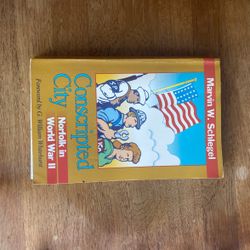 Marvin W. Schlegel
Conscripted
City
Norfolk in
World War II
Foreword by G. William Whitehurst